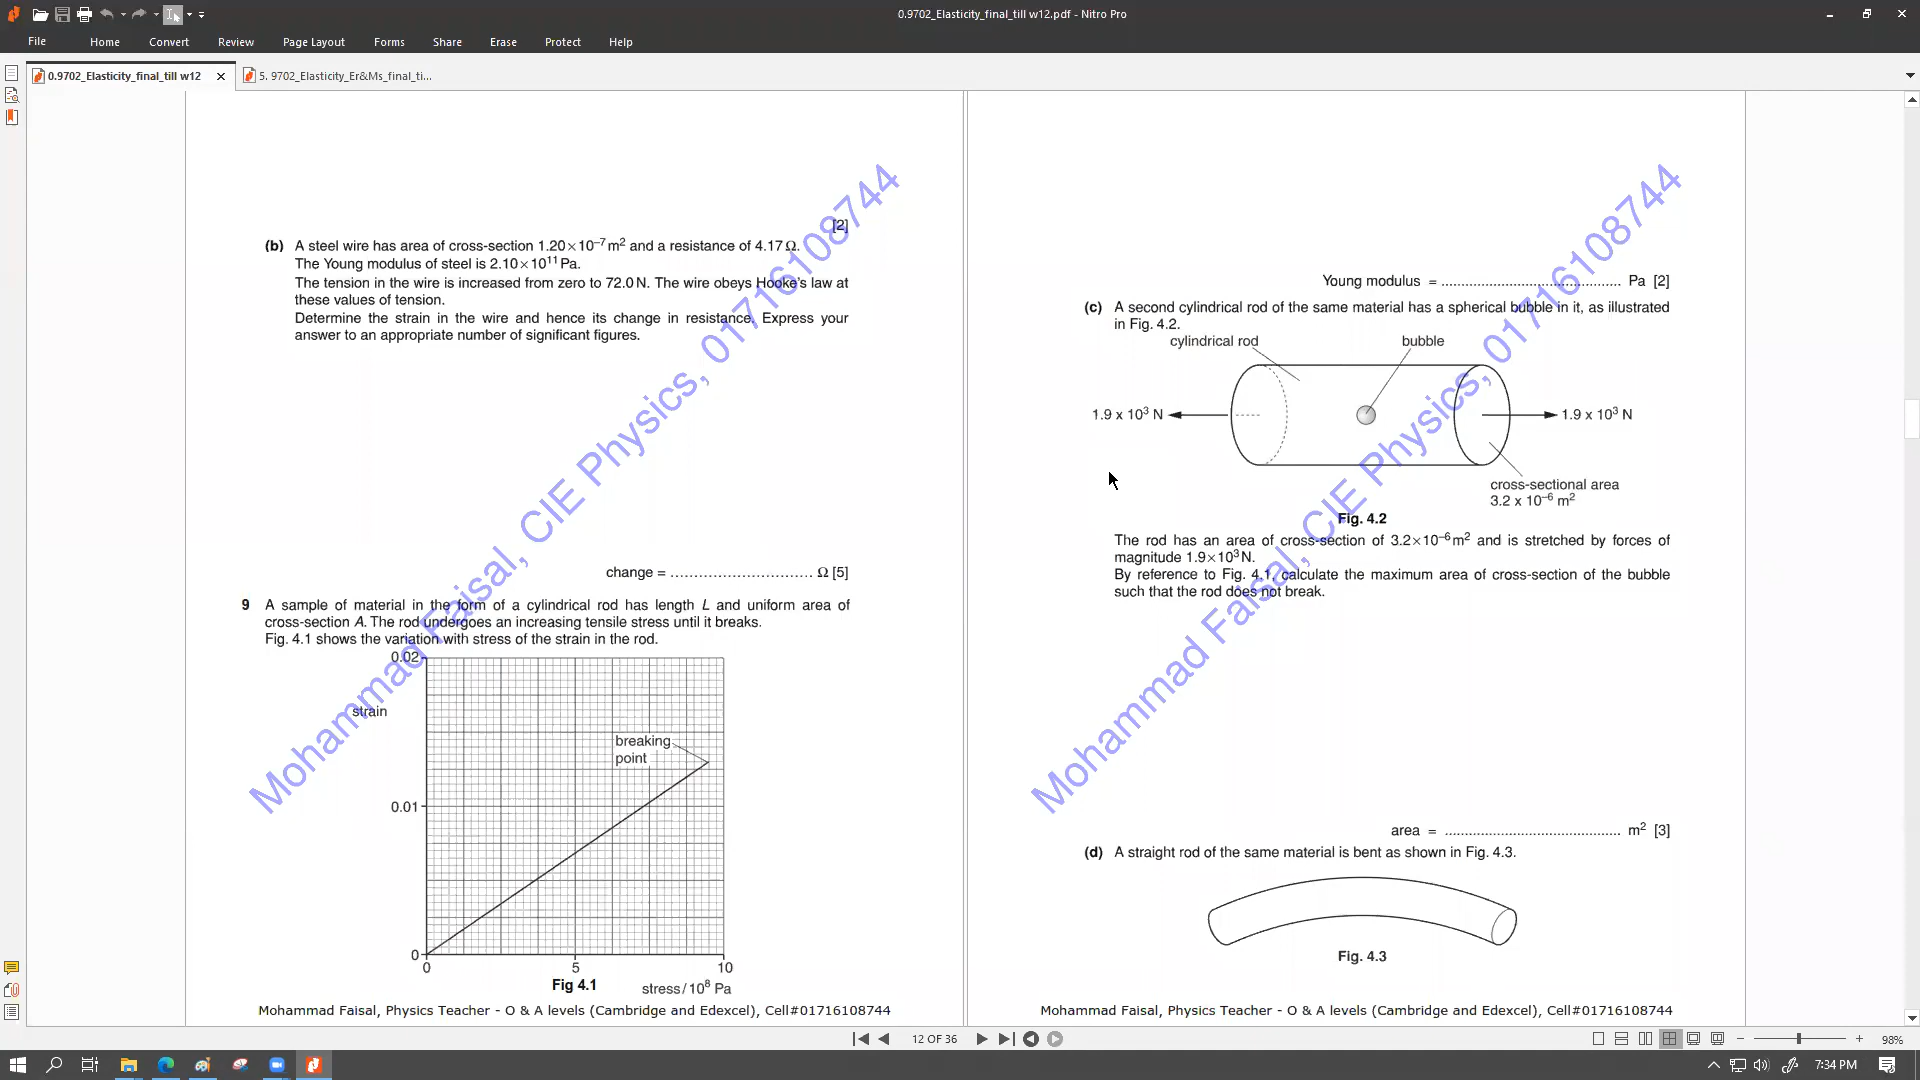 0.9702_Elasticity_final_till w12.pdf - Nitro Pro
File Home Convert Review Page Layout Forms Share Erase Protect Help
0.9702_Elasticity_final_till w12
5. 9702_Elasticity_Er&Ms_final_ti...
[2]
(b) A steel wire has area of cross-section 1.20×10⁻⁷ m² and a resistance of 4.17 Ω.
The Young modulus of steel is 2.10×10¹¹ Pa.
The tension in the wire is increased from zero to 72.0 N. The wire obeys Hooke's law at
these values of tension.
Determine the strain in the wire and hence its change in resistance. Express your
answer to an appropriate number of significant figures.
change = .............................. Ω [5]
9 A sample of material in the form of a cylindrical rod has length L and uniform area of
cross-section A. The rod undergoes an increasing tensile stress until it breaks.
Fig. 4.1 shows the variation with stress of the strain in the rod.
0.02
strain
breaking
point
0.01
0
0 5 10
Fig 4.1
stress/10⁸ Pa
Mohammad Faisal, CIE Physics, 01716108744
Mohammad Faisal, Physics Teacher - O & A levels (Cambridge and Edexcel), Cell#01716108744
Young modulus = ............................................ Pa [2]
(c) A second cylindrical rod of the same material has a spherical bubble in it, as illustrated
in Fig. 4.2.
cylindrical rod
bubble
1.9 x 10³ N
1.9 x 10³ N
cross-sectional area
3.2 x 10⁻⁶ m²
Fig. 4.2
The rod has an area of cross-section of 3.2×10⁻⁶ m² and is stretched by forces of
magnitude 1.9×10³ N.
By reference to Fig. 4.1, calculate the maximum area of cross-section of the bubble
such that the rod does not break.
area = ............................................ m² [3]
(d) A straight rod of the same material is bent as shown in Fig. 4.3.
Fig. 4.3
Mohammad Faisal, CIE Physics, 01716108744
Mohammad Faisal, Physics Teacher - O & A levels (Cambridge and Edexcel), Cell#01716108744
12 OF 36
98%
7:34 PM